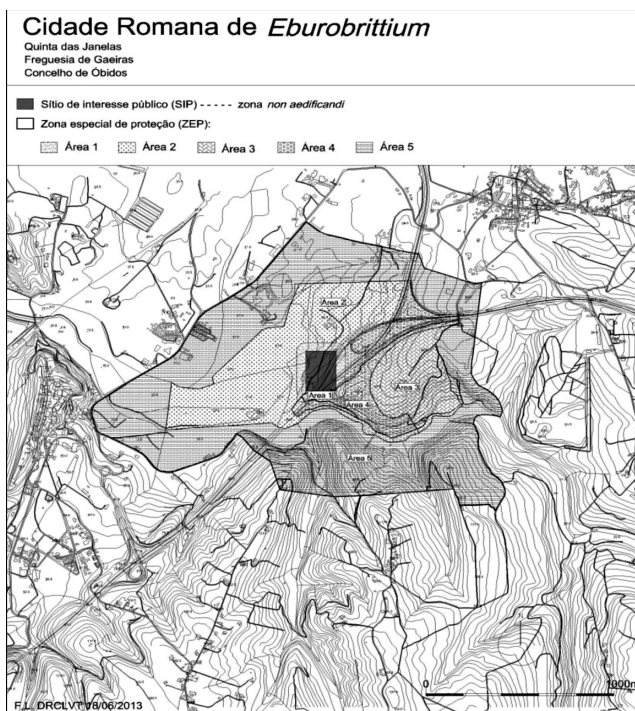 Cidade Romana de Eburobrittium
Quinta das Janelas
Freguesia de Gaeiras
Concelho de Óbidos
Sítio de interesse público (SIP) ----- zona non aedificandi
Zona especial de proteção (ZEP):
Área 1 Área 2 Área 3 Área 4 Área 5
Área 2
Área 1
Área 3
Área 4
Área 5
0 1000m
F.L. DRCLVT 18/06/2013